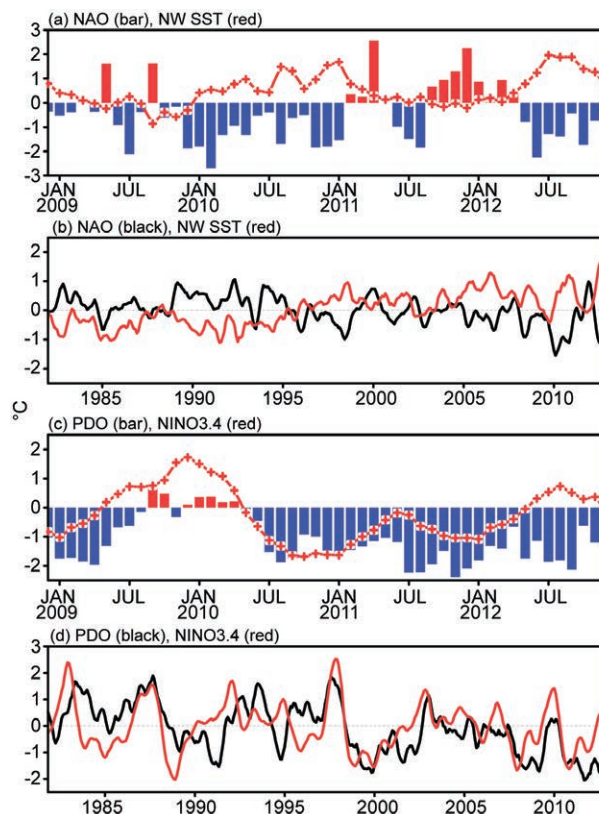 (a) NAO (bar), NW SST (red)
3
2
1
0
-1
-2
-3
JAN JUL JAN JUL JAN JUL JAN JUL
2009 2010 2011 2012
(b) NAO (black), NW SST (red)
2
1
0
-1
-2
1985 1990 1995 2000 2005 2010
°C
(c) PDO (bar), NINO3.4 (red)
2
1
0
-1
-2
JAN JUL JAN JUL JAN JUL JAN JUL
2009 2010 2011 2012
(d) PDO (black), NINO3.4 (red)
3
2
1
0
-1
-2
1985 1990 1995 2000 2005 2010